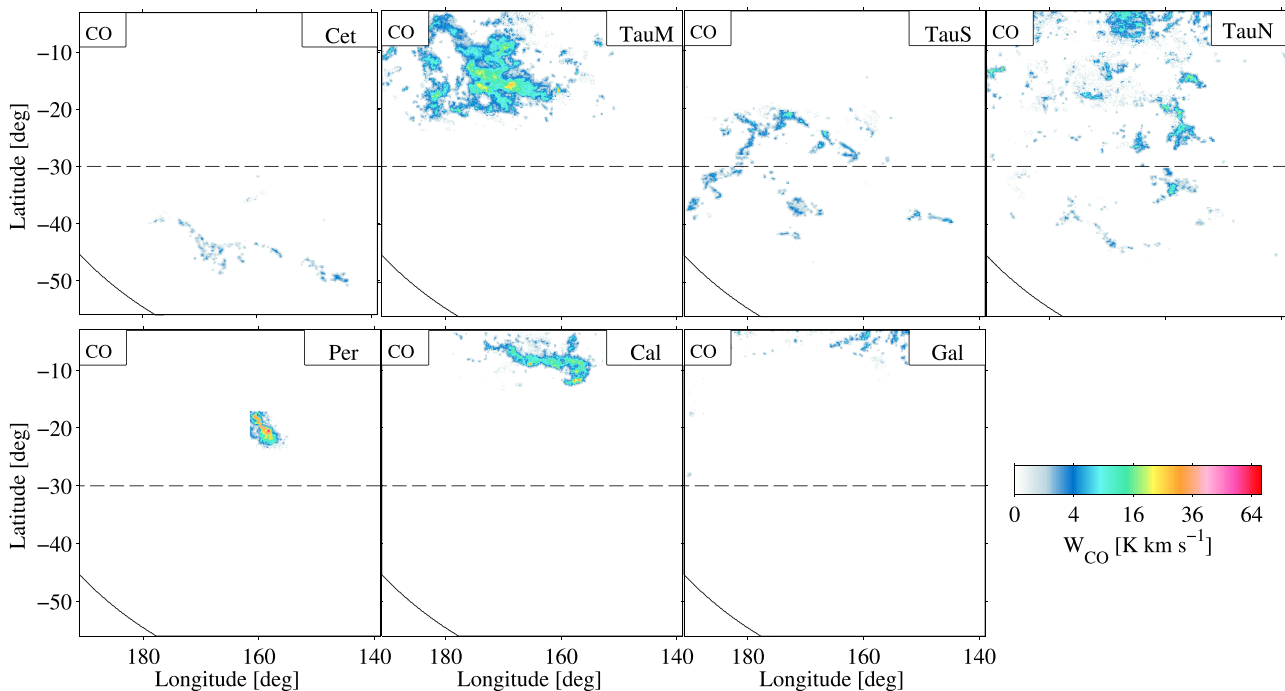 CO Cet CO TauM CO TauS CO TauN
−10
−20
−30
−40
−50
Latitude [deg]
CO Per CO Cal CO Gal
−10
−20
−30
−40
−50
Latitude [deg]
180 160 140 180 160 180 160 140
Longitude [deg] Longitude [deg] Longitude [deg]
0 4 16 36 64
W_CO [K km s⁻¹]